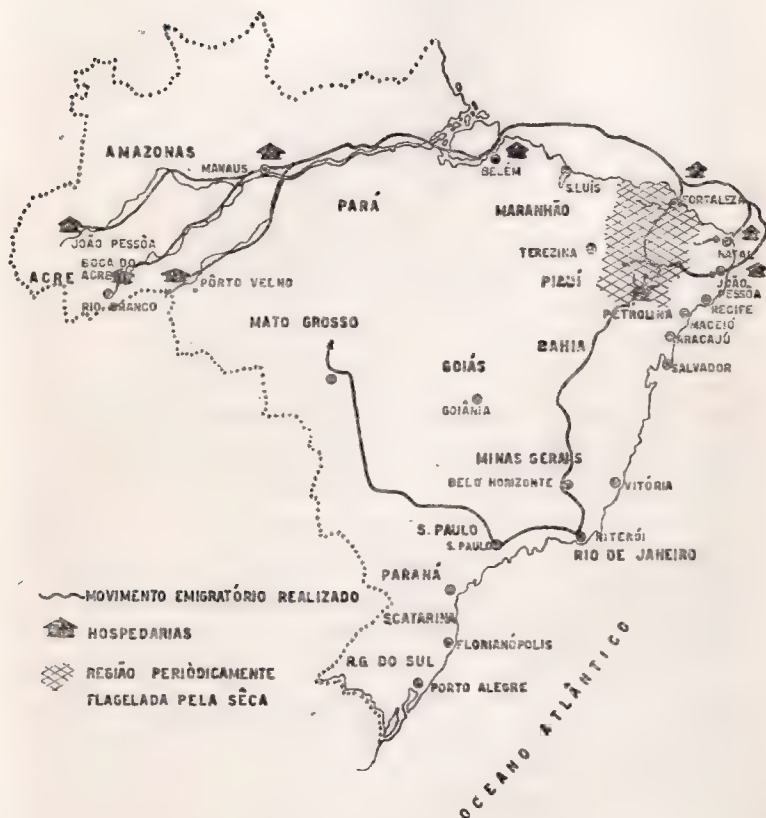 AMAZONAS
MANAUS
BELÉM
S. LUÍS
PARÁ
MARANHÃO
FORTALEZA
JOÃO PESSÔA
BOCA DO
ACRE
ACRE
RIO BRANCO
PÔRTO VELHO
TEREZINA
NATAL
PIAUÍ
JOÃO
PESSOA
RECIFE
PETROLINA
MACEIÓ
ARACAJÚ
MATO GROSSO
BAHIA
GOIÁS
SALVADOR
GOIÂNIA
MINAS GERAIS
BELO HORIZONTE
VITÓRIA
S. PAULO
S. PAULO
NITERÓI
RIO DE JANEIRO
PARANÁ
MOVIMENTO EMIGRATÓRIO REALIZADO
S.CATARINA
HOSPEDARIAS
FLORIANÓPOLIS
R.G. DO SUL
REGIÃO PERIÒDICAMENTE
FLAGELADA PELA SÊCA
PORTO ALEGRE
OCEANO ATLÂNTICO